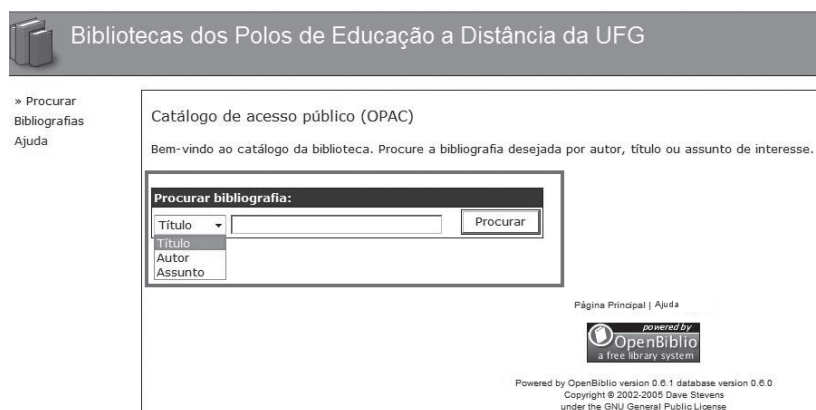 Bibliotecas dos Polos de Educação a Distância da UFG
» Procurar
Bibliografias
Ajuda
Catálogo de acesso público (OPAC)
Bem-vindo ao catálogo da biblioteca. Procure a bibliografia desejada por autor, título ou assunto de interesse.
Procurar bibliografia:
Título Procurar
Título
Autor
Assunto
Página Principal | Ajuda
powered by
OpenBiblio
a free library system
Powered by OpenBiblio version 0.6.1 database version 0.6.0
Copyright © 2002-2005 Dave Stevens
under the GNU General Public License